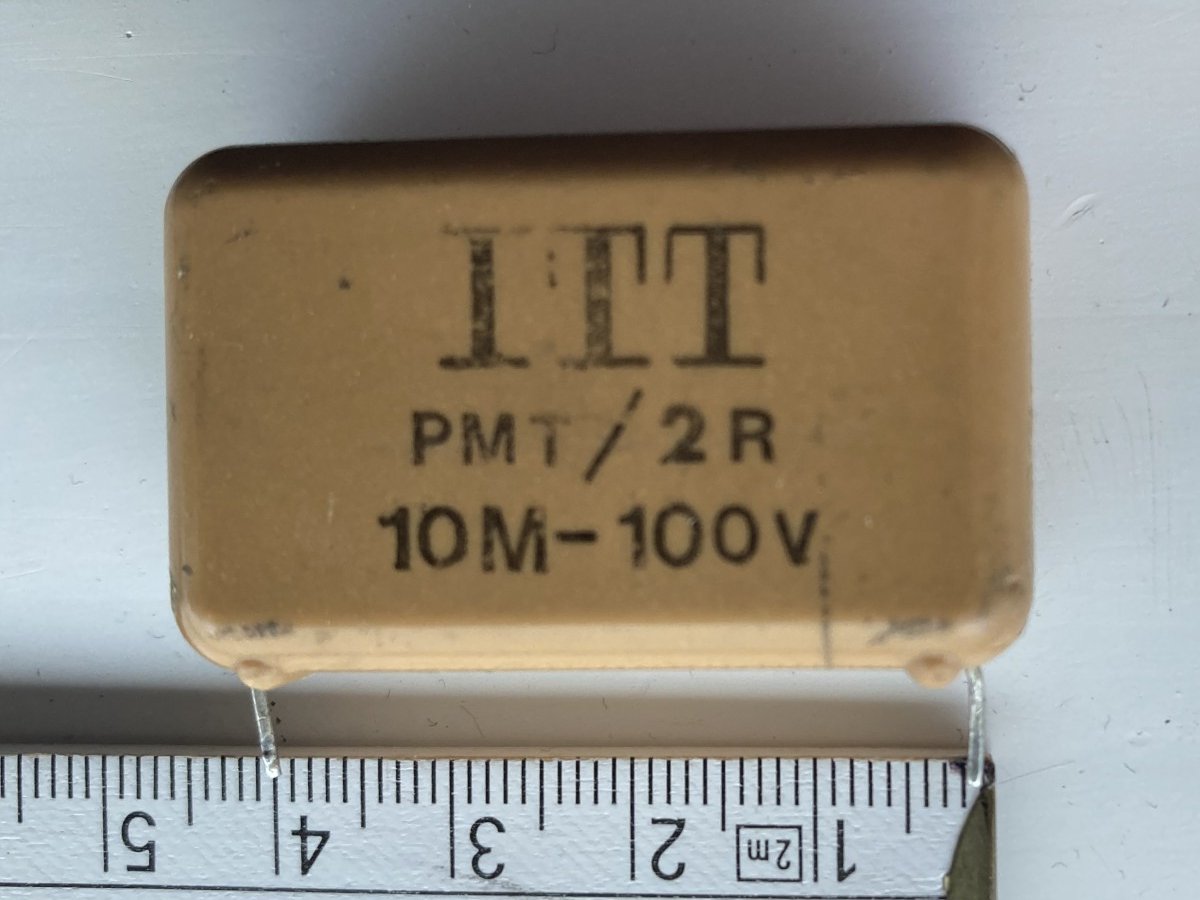 ITT
PMT/2R
10M-100V
5 4 3 2 2m 1